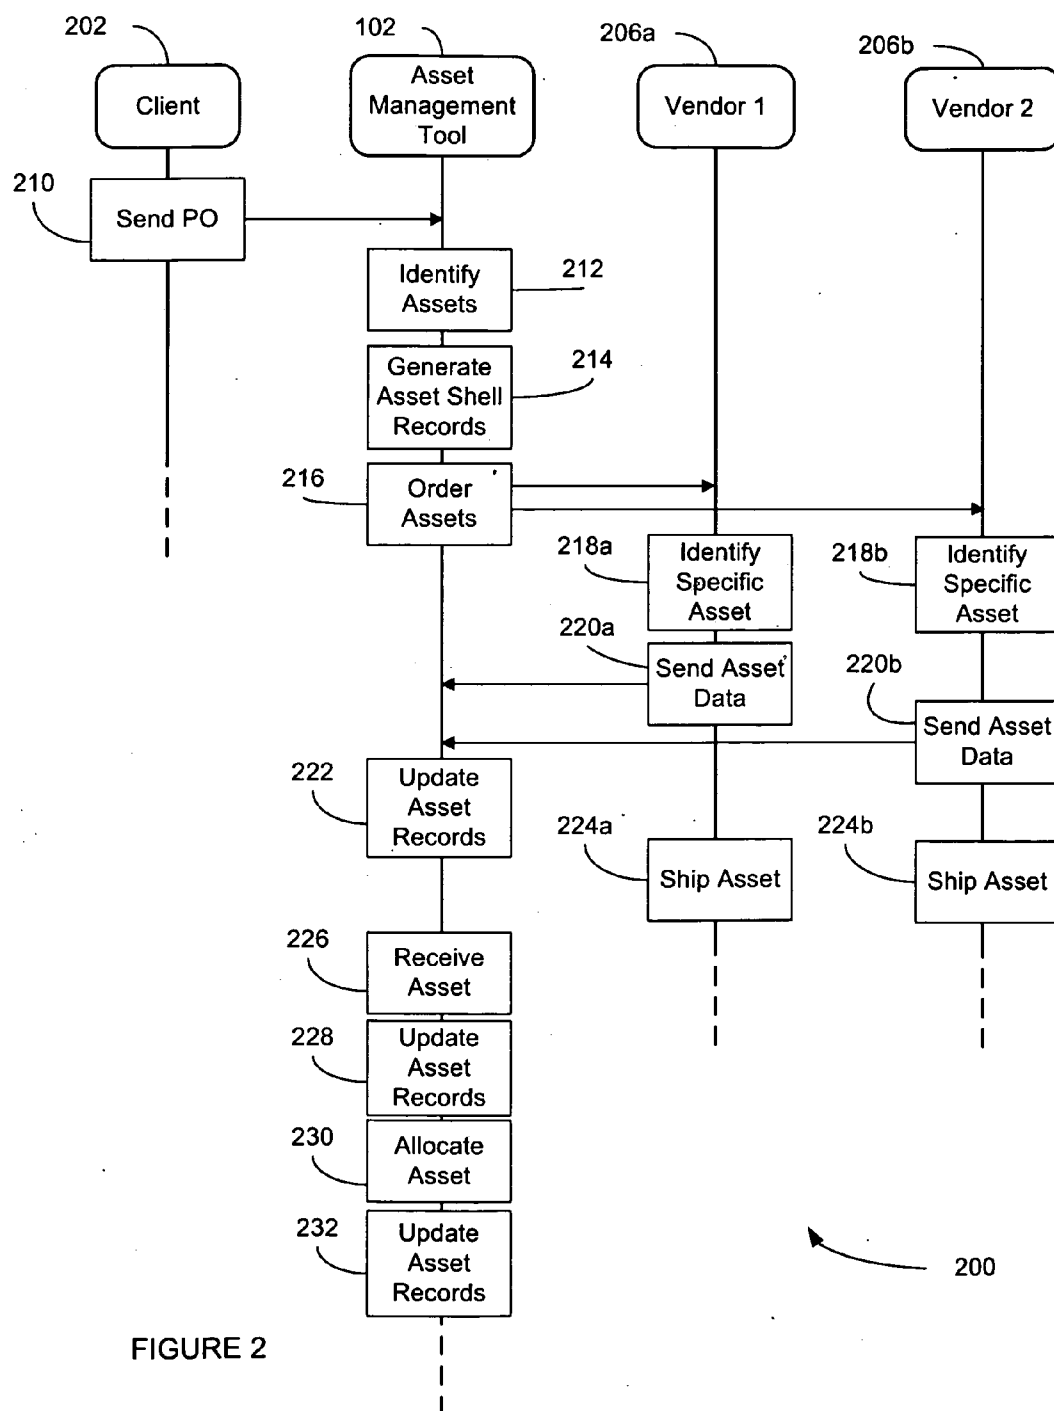 202
102
206a
206b
Client
Asset
Management
Tool
Vendor 1
Vendor 2
210
Send PO
Identify
Assets
212
Generate
Asset Shell
Records
214
216
Order
Assets
218a
Identify
Specific
Asset
218b
Identify
Specific
Asset
220a
Send Asset
Data
220b
Send Asset
Data
222
Update
Asset
Records
224a
Ship Asset
224b
Ship Asset
226
Receive
Asset
228
Update
Asset
Records
230
Allocate
Asset
232
Update
Asset
Records
200
FIGURE 2